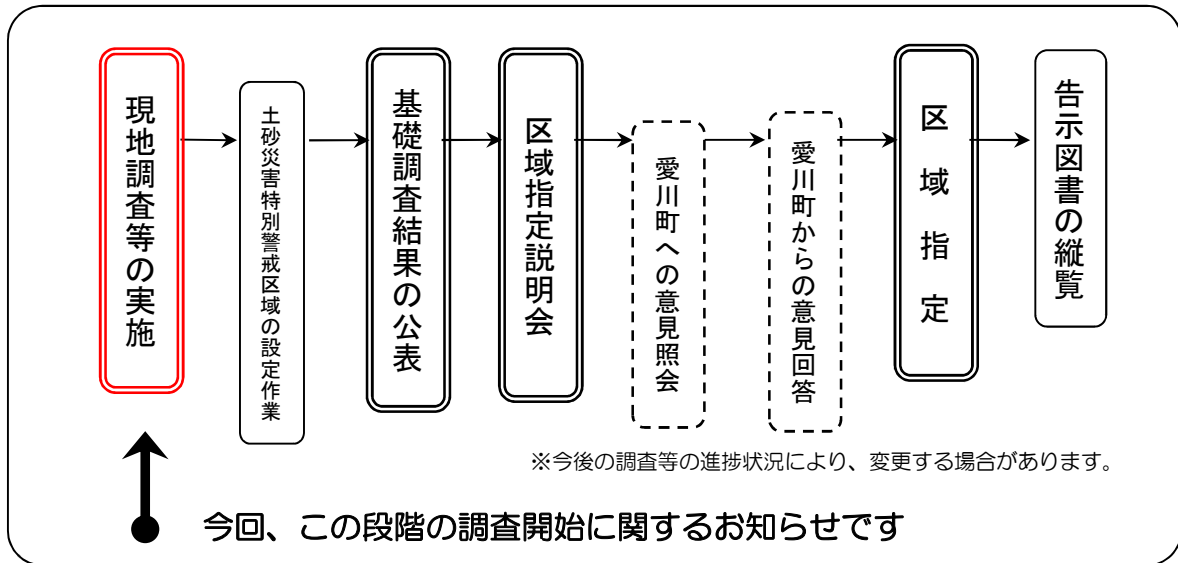 現地調査等の実施
土砂災害特別警戒区域の設定作業
基礎調査結果の公表
区域指定説明会
愛川町への意見照会
愛川町からの意見回答
区域指定
告示図書の縦覧
※今後の調査等の進捗状況により、変更する場合があります。
今回、この段階の調査開始に関するお知らせです